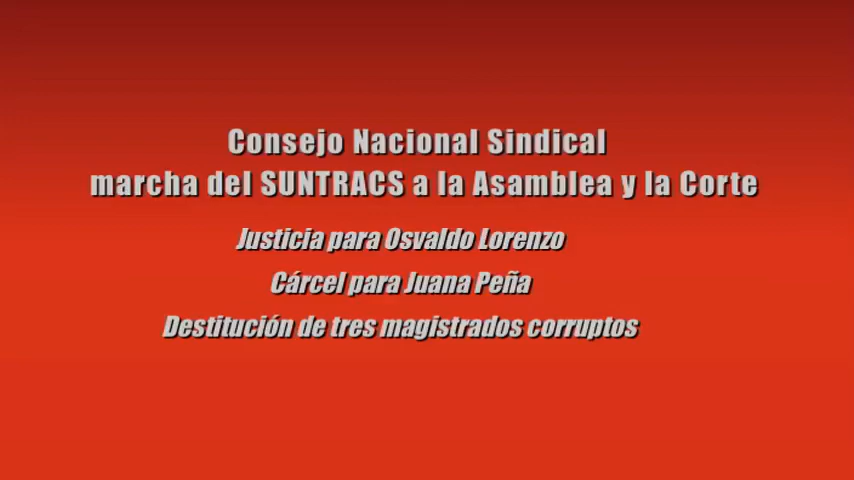 Consejo Nacional Sindical
marcha del SUNTRACS a la Asamblea y la Corte
Justicia para Osvaldo Lorenzo
Cárcel para Juana Peña
Destitución de tres magistrados corruptos